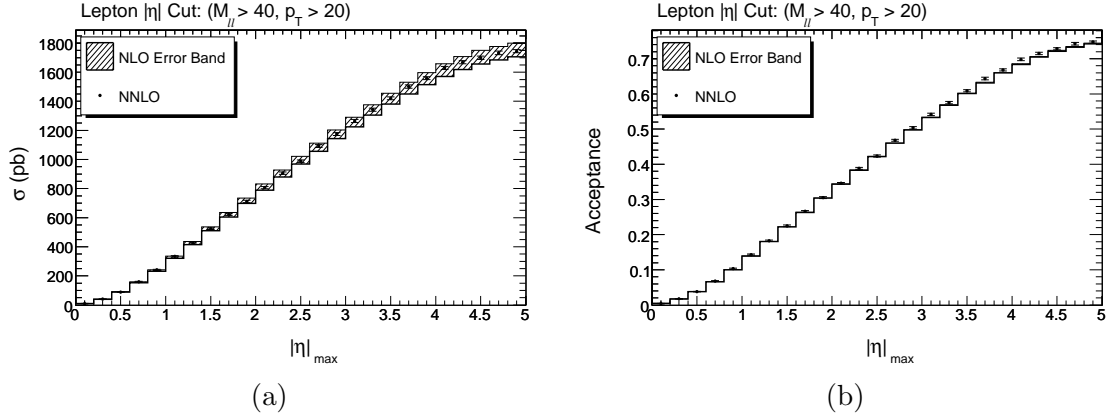 Lepton |η| Cut: (M_ll > 40, p_T > 20)
NLO Error Band
NNLO
σ (pb)
1800
1600
1400
1200
1000
800
600
400
200
0
0 0.5 1 1.5 2 2.5 3 3.5 4 4.5 5
|η|_max
(a)
Lepton |η| Cut: (M_ll > 40, p_T > 20)
NLO Error Band
NNLO
Acceptance
0.7
0.6
0.5
0.4
0.3
0.2
0.1
0
0 0.5 1 1.5 2 2.5 3 3.5 4 4.5 5
|η|_max
(b)